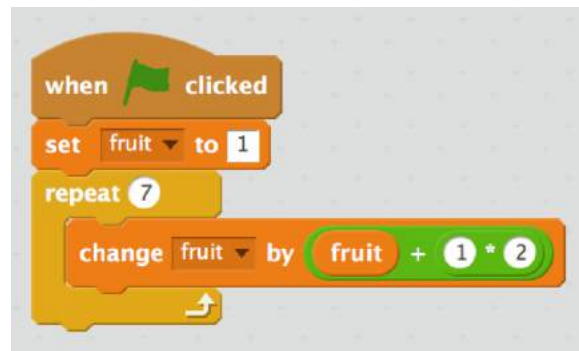 when clicked
set fruit to 1
repeat 7
change fruit by fruit + 1 * 2